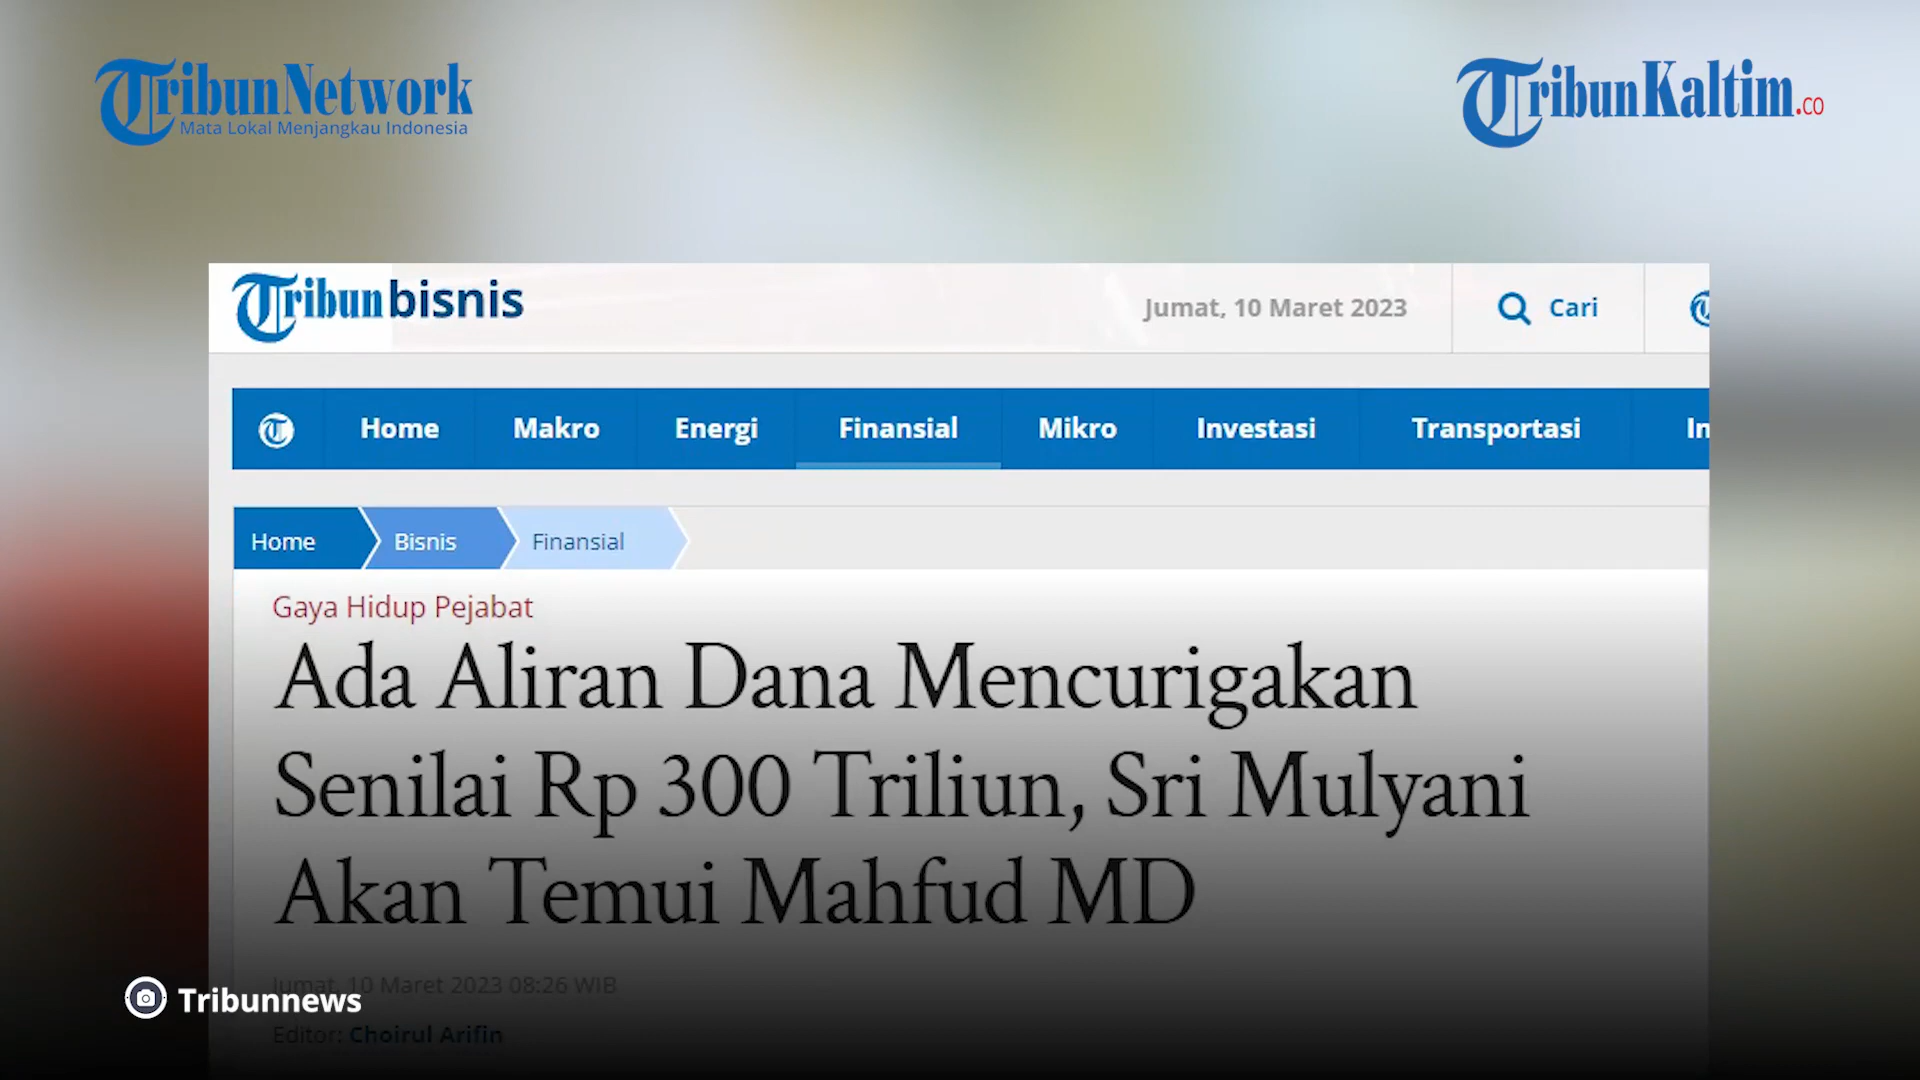 TribunNetwork
Mata Lokal Menjangkau Indonesia
TribunKaltim.co
Tribunbisnis
Jumat, 10 Maret 2023
Cari
Home Makro Energi Finansial Mikro Investasi Transportasi In
Home Bisnis Finansial
Gaya Hidup Pejabat
Ada Aliran Dana Mencurigakan
Senilai Rp 300 Triliun, Sri Mulyani
Akan Temui Mahfud MD
Jumat, 10 Maret 2023 08:26 WIB
Tribunnews
Editor: Choirul Arifin